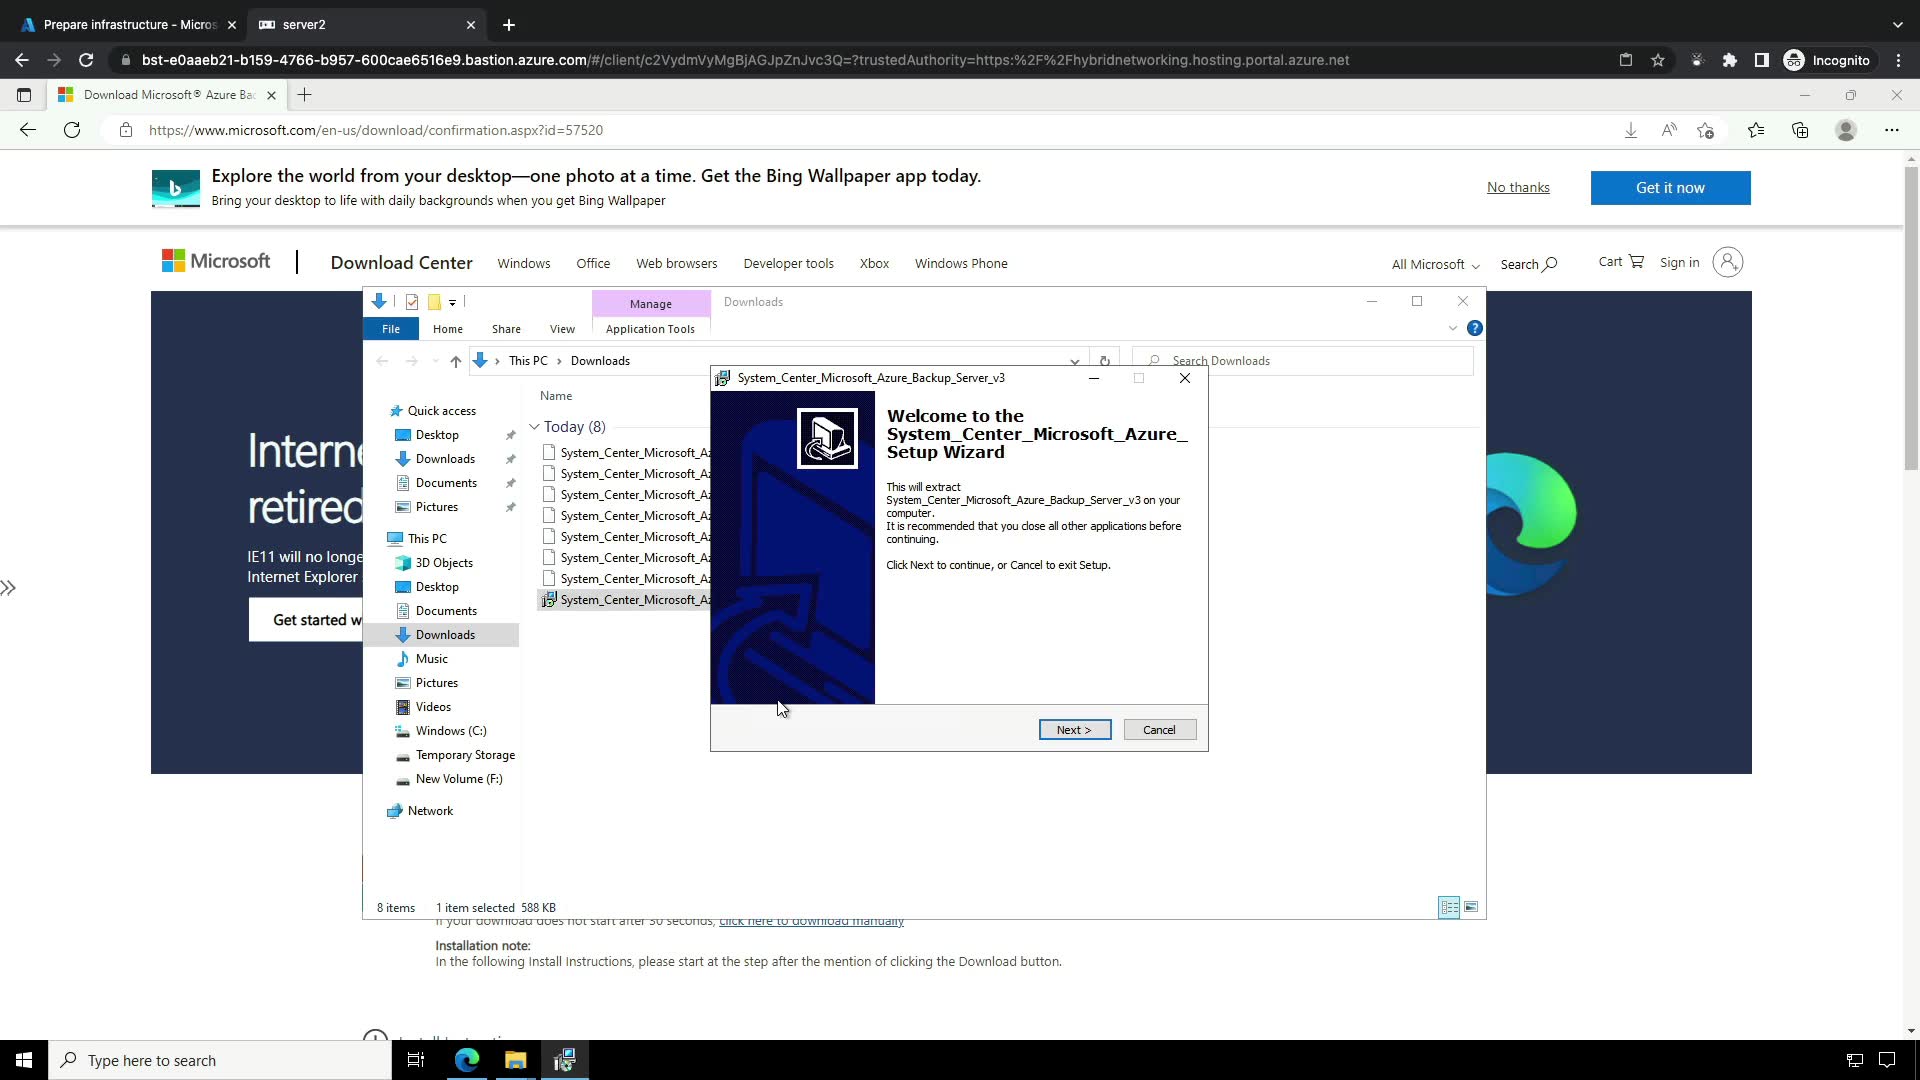 Prepare infrastructure - Micros
server2
bst-e0aaeb21-b159-4766-b957-600cae6516e9.bastion.azure.com/#/client/c2VydmVyMgBjAGJpZnJvc3Q=?trustedAuthority=https:%2F%2Fhybridnetworking.hosting.portal.azure.net
Incognito
Download Microsoft® Azure Bac
https://www.microsoft.com/en-us/download/confirmation.aspx?id=57520
Explore the world from your desktop—one photo at a time. Get the Bing Wallpaper app today.
Bring your desktop to life with daily backgrounds when you get Bing Wallpaper
No thanks
Get it now
Microsoft
Download Center
Windows
Office
Web browsers
Developer tools
Xbox
Windows Phone
All Microsoft
Search
Cart
Sign in
Manage
Downloads
File
Home
Share
View
Application Tools
This PC > Downloads
Search Downloads
Interne
retired
IE11 will no longe
Internet Explorer
Get started w
Quick access
Desktop
Downloads
Documents
Pictures
This PC
3D Objects
Desktop
Documents
Downloads
Music
Pictures
Videos
Windows (C:)
Temporary Storage
New Volume (F:)
Network
Name
Today (8)
System_Center_Microsoft_Az
System_Center_Microsoft_Az
System_Center_Microsoft_Az
System_Center_Microsoft_Az
System_Center_Microsoft_Az
System_Center_Microsoft_Az
System_Center_Microsoft_Az
System_Center_Microsoft_Az
System_Center_Microsoft_Azure_Backup_Server_v3
Welcome to the
System_Center_Microsoft_Azure_
Setup Wizard
This will extract
System_Center_Microsoft_Azure_Backup_Server_v3 on your
computer.
It is recommended that you close all other applications before
continuing.
Click Next to continue, or Cancel to exit Setup.
Next >
Cancel
8 items
1 item selected 588 KB
If your download does not start after 30 seconds, click here to download manually
Installation note:
In the following Install Instructions, please start at the step after the mention of clicking the Download button.
Type here to search